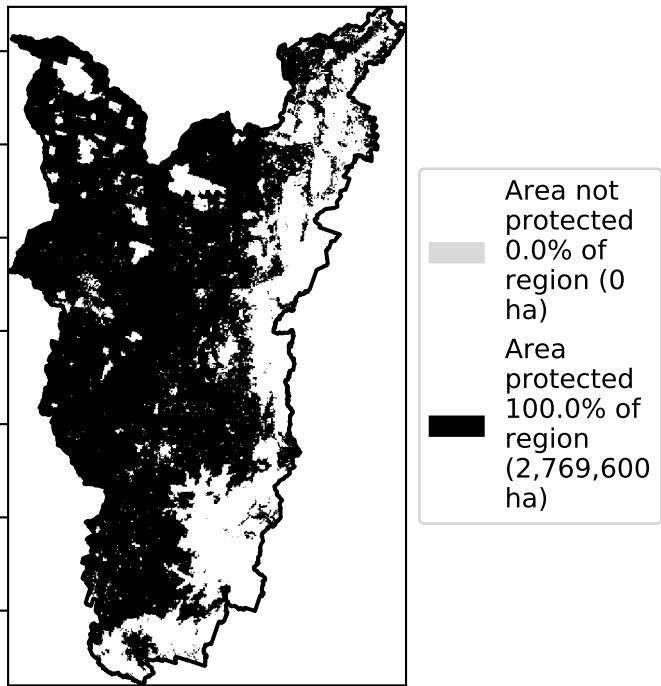 Area not
protected
0.0% of
region (0
ha)
Area
protected
100.0% of
region
(2,769,600
ha)